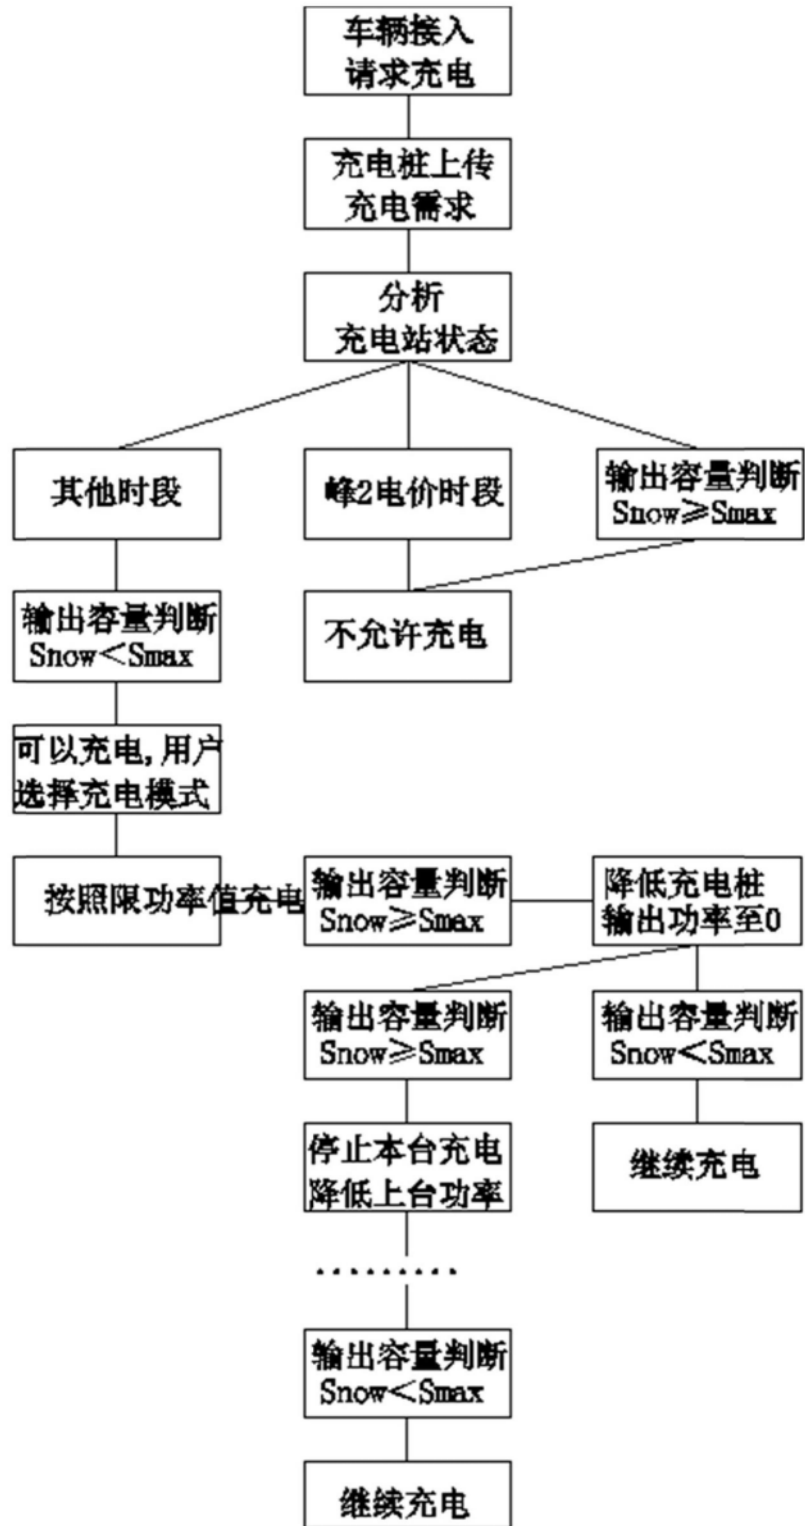 车辆接入
请求充电
充电桩上传
充电需求
分析
充电站状态
其他时段
峰2电价时段
输出容量判断
Snow≥Smax
输出容量判断
Snow<Smax
不允许充电
可以充电,用户
选择充电模式
按照限功率值充电
输出容量判断
Snow≥Smax
降低充电桩
输出功率至0
输出容量判断
Snow≥Smax
输出容量判断
Snow<Smax
停止本台充电
降低上台功率
继续充电
·········
输出容量判断
Snow<Smax
继续充电